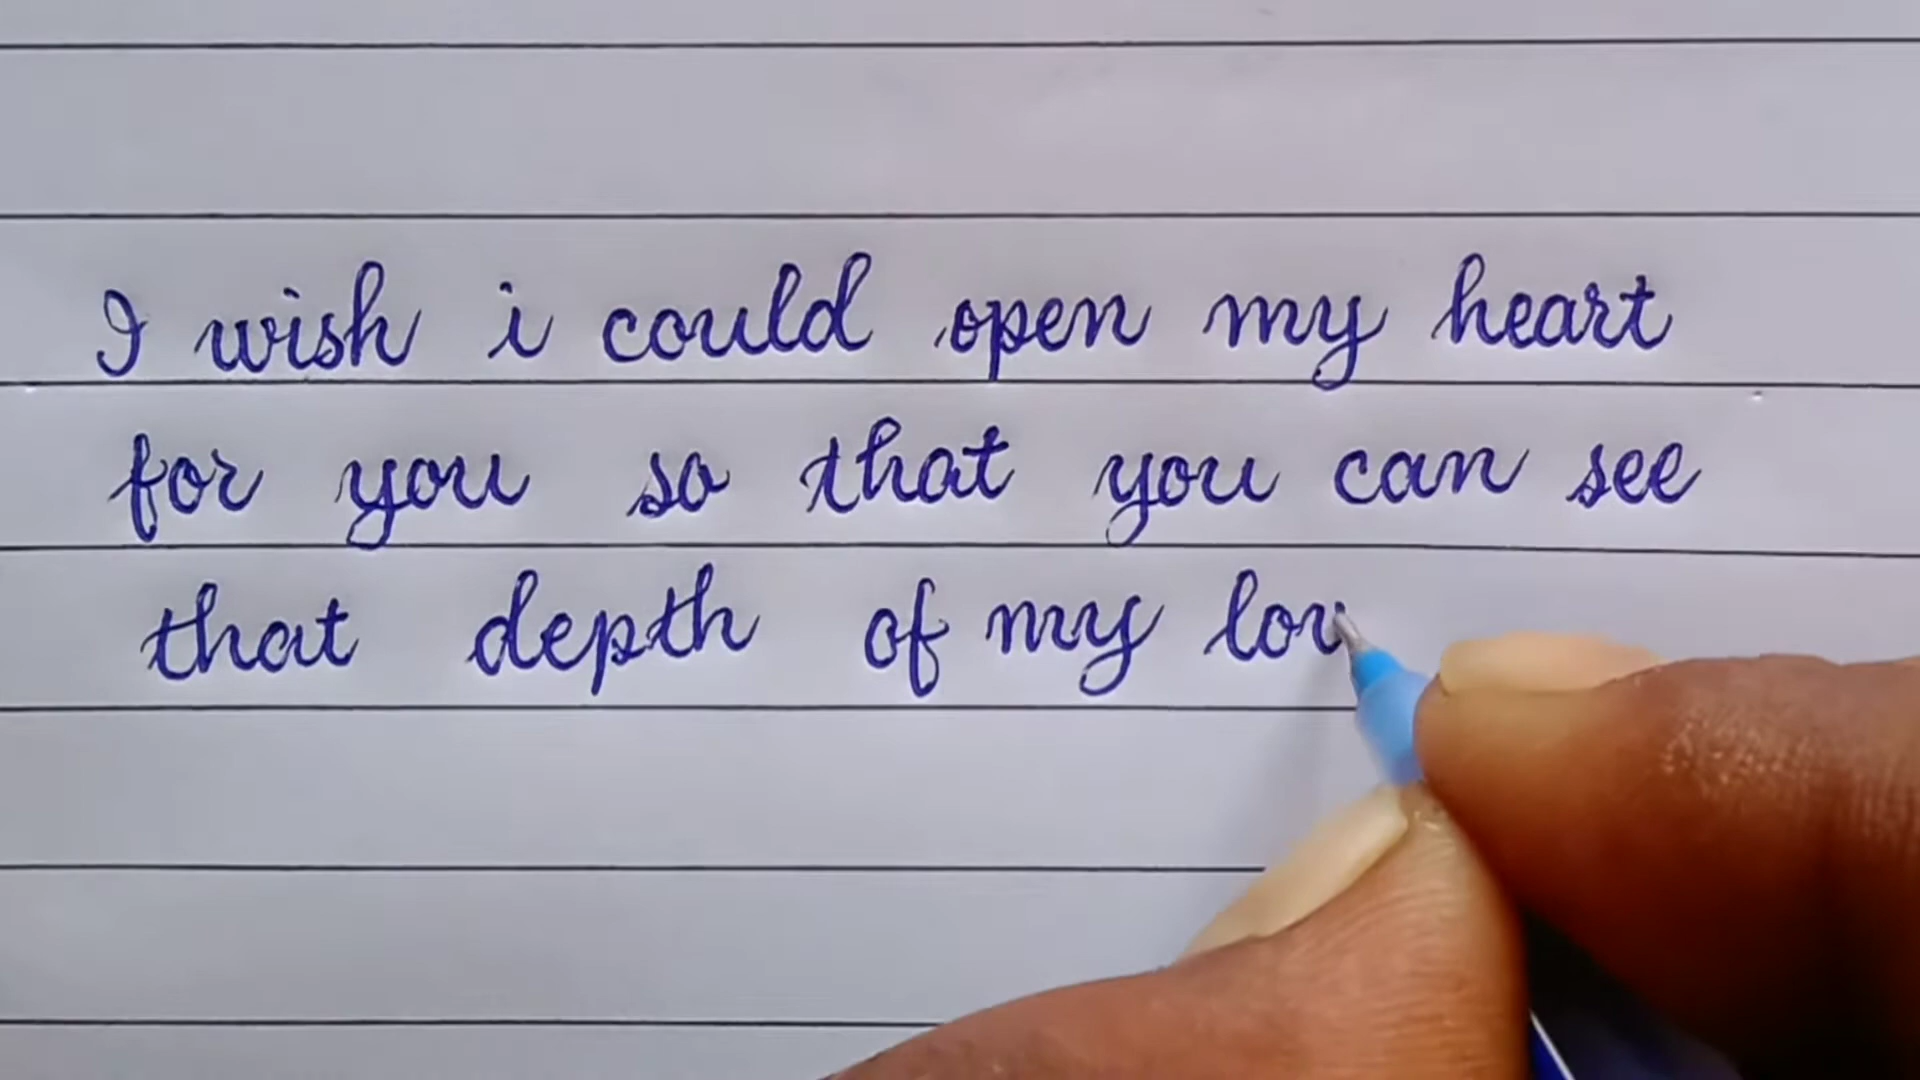 I wish i could open my heart
for you so that you can see
that depth of my lov